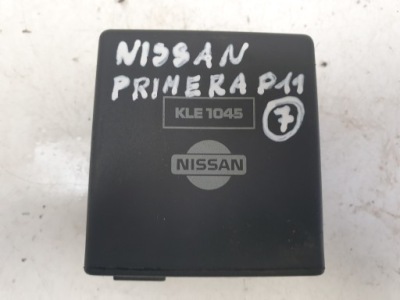 NISSAN
PRIMERA P11
KLE 1045
7
NISSAN